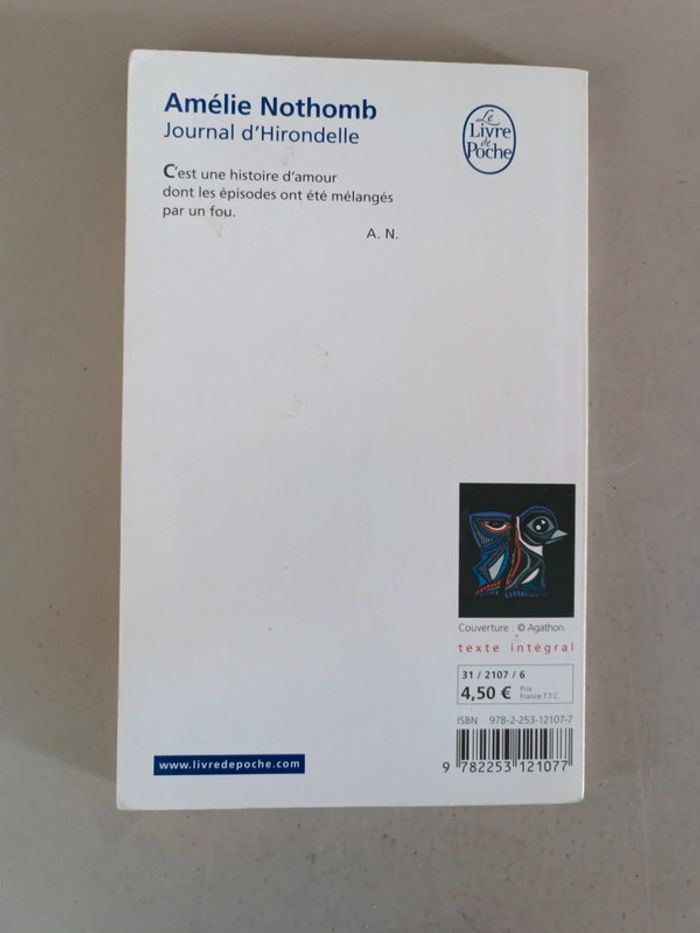 Amélie Nothomb
Journal d'Hirondelle
C'est une histoire d'amour
dont les épisodes ont été mélangés
par un fou.
A. N.
Le
Livre
de
Poche
Couverture : © Agathon.
texte intégral
31 / 2107 / 6
4,50 €
Prix
France T.T.C.
ISBN 978-2-253-12107-7
9 782253 121077
www.livredepoche.com